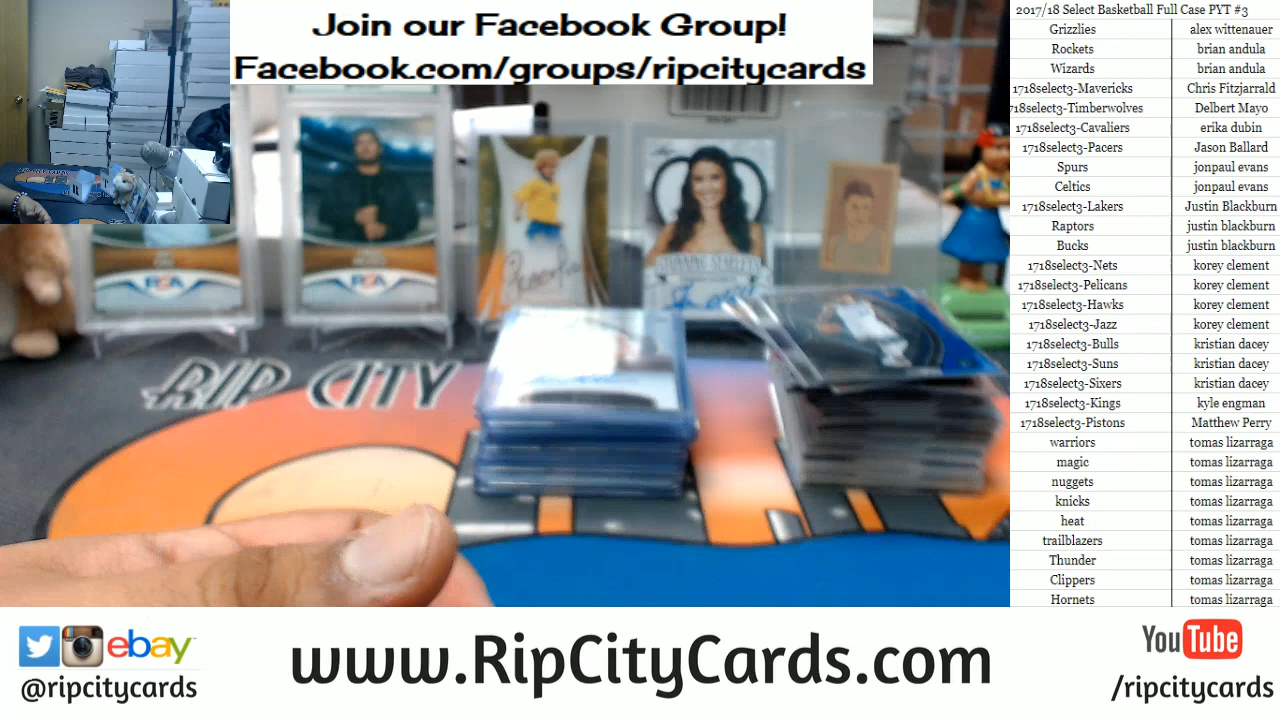 Join our Facebook Group!
Facebook.com/groups/ripcitycards
2017/18 Select Basketball Full Case PYT #3
Grizzlies alex wittenauer
Rockets brian andula
Wizards brian andula
1718select3-Mavericks Chris Fitzjarrald
718select3-Timberwolves Delbert Mayo
1718select3-Cavaliers erika dubin
1718select3-Pacers Jason Ballard
Spurs jonpaul evans
Celtics jonpaul evans
1718select3-Lakers Justin Blackburn
Raptors justin blackburn
Bucks justin blackburn
1718select3-Nets korey clement
1718select3-Pelicans korey clement
1718select3-Hawks korey clement
1718select3-Jazz korey clement
1718select3-Bulls kristian dacey
1718select3-Suns kristian dacey
1718select3-Sixers kristian dacey
1718select3-Kings kyle engman
1718select3-Pistons Matthew Perry
warriors tomas lizarraga
magic tomas lizarraga
nuggets tomas lizarraga
knicks tomas lizarraga
heat tomas lizarraga
trailblazers tomas lizarraga
Thunder tomas lizarraga
Clippers tomas lizarraga
Hornets tomas lizarraga
RIP CITY
ebay
@ripcitycards
www.RipCityCards.com
YouTube
/ripcitycards